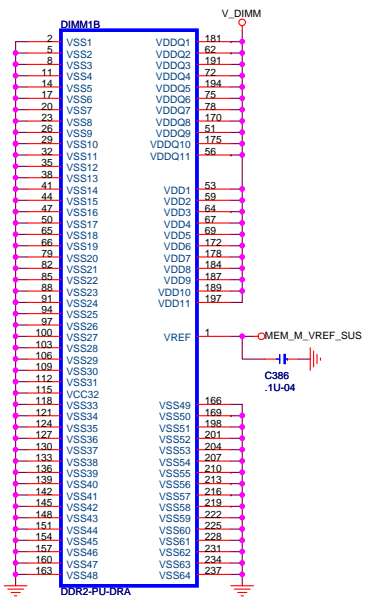 V_DIMM
DIMM1B
2 VSS1 VDDQ1 181
5 VSS2 VDDQ2 62
8 VSS3 VDDQ3 191
11 VSS4 VDDQ4 72
14 VSS5 VDDQ5 194
17 VSS6 VDDQ6 75
20 VSS7 VDDQ7 78
23 VSS8 VDDQ8 170
26 VSS9 VDDQ9 51
29 VSS10 VDDQ10 175
32 VSS11 VDDQ11 56
35 VSS12
38 VSS13
41 VSS14 VDD1 53
44 VSS15 VDD2 59
47 VSS16 VDD3 64
50 VSS17 VDD4 67
65 VSS18 VDD5 69
66 VSS19 VDD6 172
79 VSS20 VDD7 178
82 VSS21 VDD8 184
85 VSS22 VDD9 187
88 VSS23 VDD10 189
91 VSS24 VDD11 197
94 VSS25
97 VSS26
100 VSS27 VREF 1 MEM_M_VREF_SUS
103 VSS28
106 VSS29
109 VSS30
112 VSS31
115 VCC32
C386
.1U-04
118 VSS33 VSS49 166
121 VSS34 VSS50 169
124 VSS35 VSS51 198
127 VSS36 VSS52 201
130 VSS37 VSS53 204
133 VSS38 VSS54 207
136 VSS39 VSS55 210
139 VSS40 VSS56 213
142 VSS41 VSS57 216
145 VSS42 VSS58 219
148 VSS43 VSS59 222
151 VSS44 VSS60 225
154 VSS45 VSS61 228
157 VSS46 VSS62 231
160 VSS47 VSS63 234
163 VSS48 VSS64 237
DDR2-PU-DRA